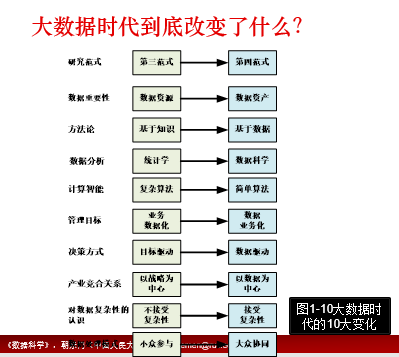 大数据时代到底改变了什么?
研究范式 第三范式 第四范式
数据重要性 数据资源 数据资产
方法论 基于知识 基于数据
数据分析 统计学 数据科学
计算智能 复杂算法 简单算法
管理目标 业务数据化 数据业务化
决策方式 目标驱动 数据驱动
产业竞合关系 以战略为中心 以数据为中心
对数据复杂性的认识 不接受复杂性 接受复杂性
小众参与 大众协同
图1-10大数据时
代的10大变化
《数据科学》.